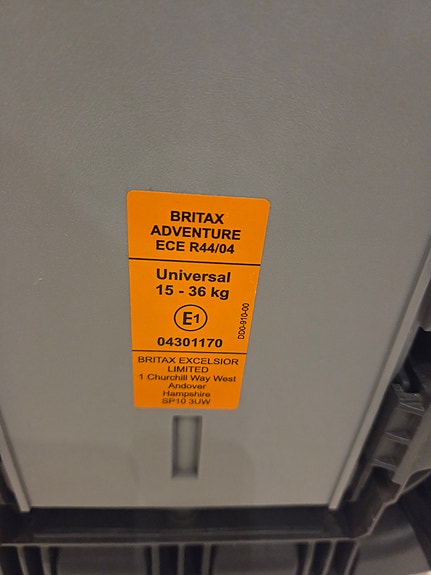 BRITAX
ADVENTURE
ECE R44/04
Universal
15 - 36 kg
E1
04301170
DD0-910-00
BRITAX EXCELSIOR
LIMITED
1 Churchill Way West
Andover
Hampshire
SP10 3UW